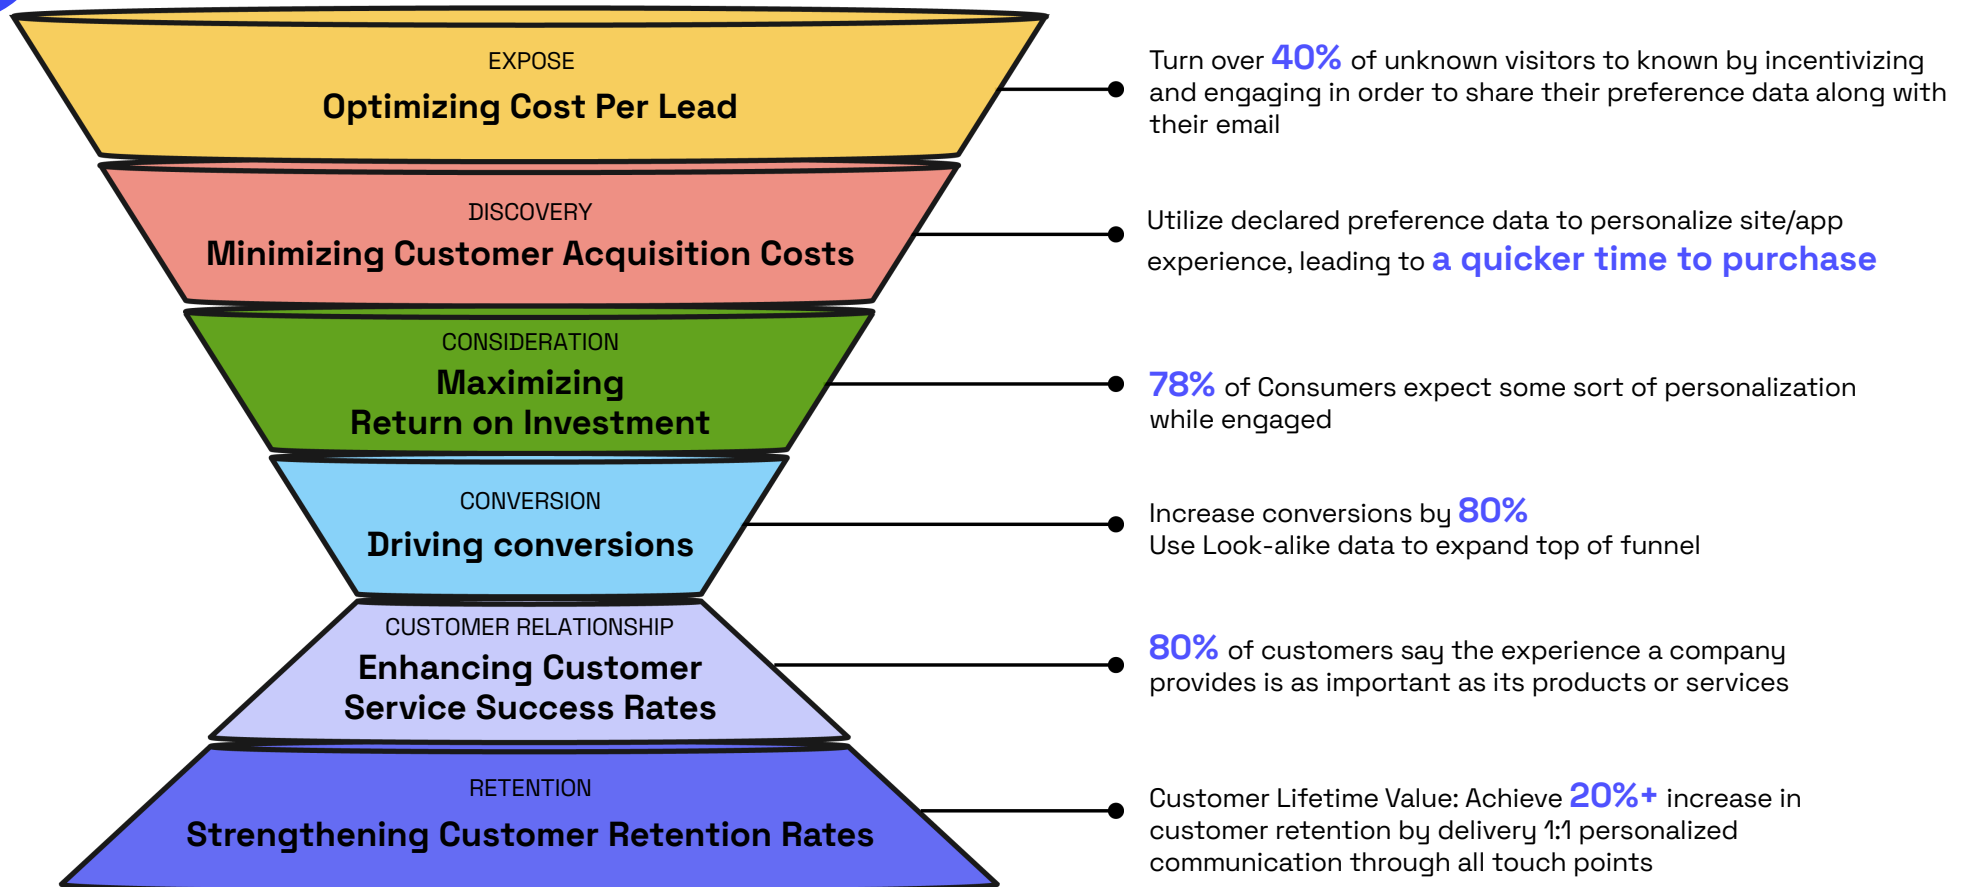 EXPOSE
Optimizing Cost Per Lead
Turn over 40% of unknown visitors to known by incentivizing
and engaging in order to share their preference data along with
their email
DISCOVERY
Minimizing Customer Acquisition Costs
Utilize declared preference data to personalize site/app
experience, leading to a quicker time to purchase
CONSIDERATION
Maximizing
Return on Investment
78% of Consumers expect some sort of personalization
while engaged
CONVERSION
Driving conversions
Increase conversions by 80%
Use Look-alike data to expand top of funnel
CUSTOMER RELATIONSHIP
Enhancing Customer
Service Success Rates
80% of customers say the experience a company
provides is as important as its products or services
RETENTION
Strengthening Customer Retention Rates
Customer Lifetime Value: Achieve 20%+ increase in
customer retention by delivery 1:1 personalized
communication through all touch points